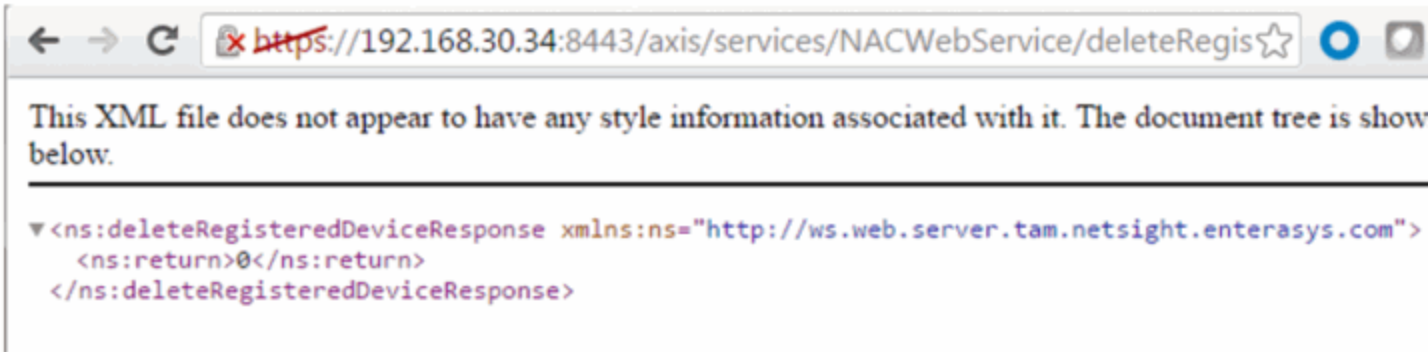 https://192.168.30.34:8443/axis/services/NACWebService/deleteRegis
This XML file does not appear to have any style information associated with it. The document tree is show
below.
▼<ns:deleteRegisteredDeviceResponse xmlns:ns="http://ws.web.server.tam.netsight.enterasys.com">
<ns:return>0</ns:return>
</ns:deleteRegisteredDeviceResponse>